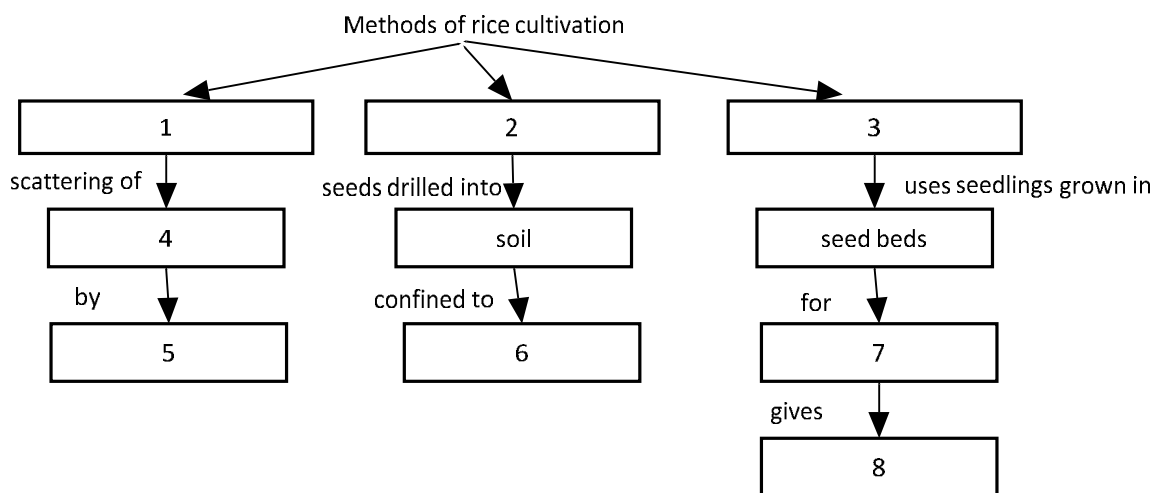 Methods of rice cultivation
1
2
3
scattering of
seeds drilled into
uses seedlings grown in
4
soil
seed beds
by
confined to
for
5
6
7
gives
8